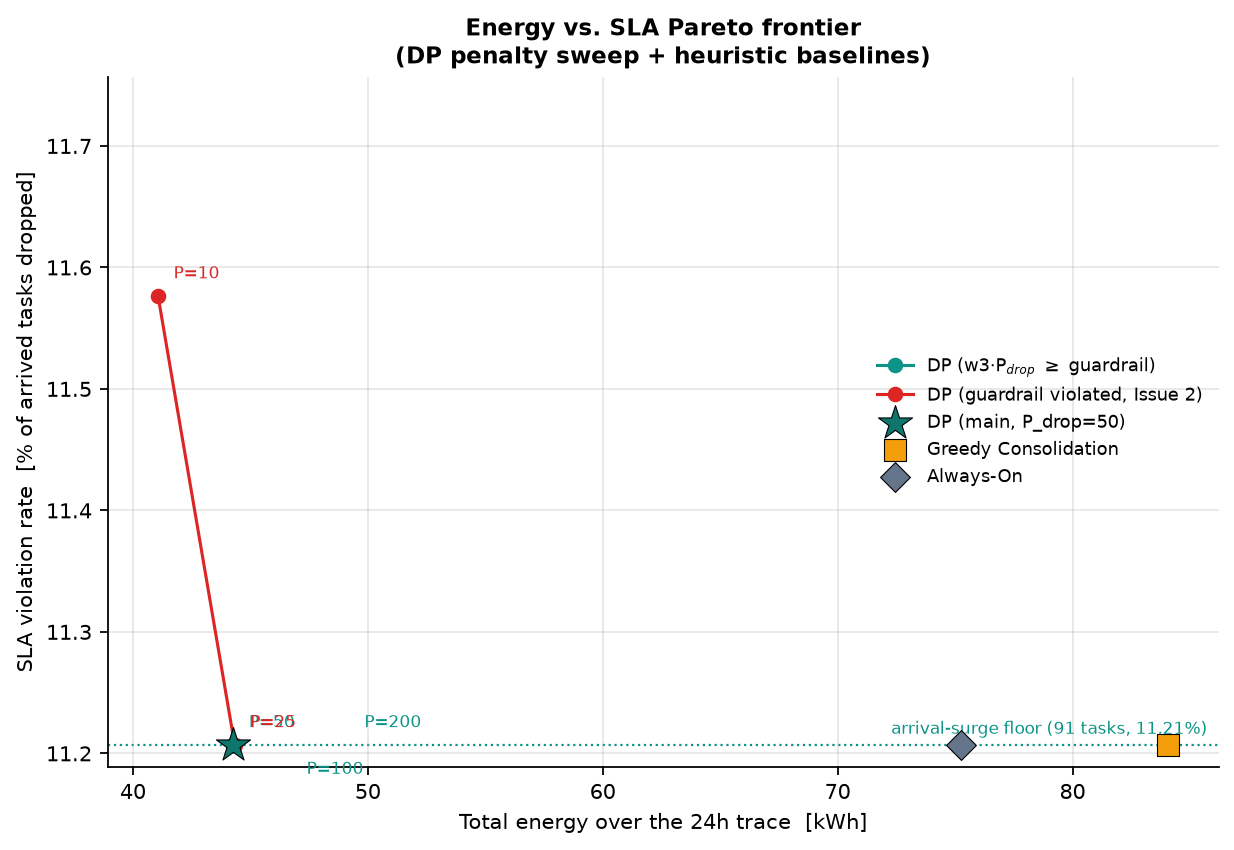 Energy vs. SLA Pareto frontier
(DP penalty sweep + heuristic baselines)
SLA violation rate [% of arrived tasks dropped]
11.7
11.6
11.5
11.4
11.3
11.2
P=10
DP (w3·P_drop ≥ guardrail)
DP (guardrail violated, Issue 2)
DP (main, P_drop=50)
Greedy Consolidation
Always-On
P=50
P=25
P=200
arrival-surge floor (91 tasks, 11.21%)
P=100
40 50 60 70 80
Total energy over the 24h trace [kWh]